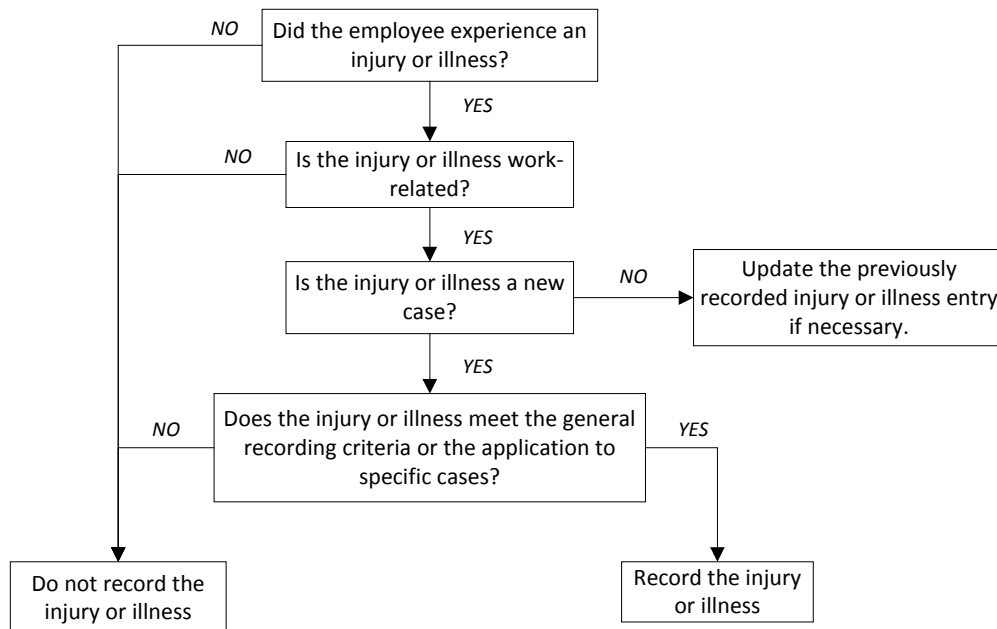 NO
Did the employee experience an
injury or illness?
YES
NO
Is the injury or illness work-
related?
YES
Is the injury or illness a new
case?
NO
Update the previously
recorded injury or illness entry
if necessary.
YES
NO
Does the injury or illness meet the general
recording criteria or the application to
specific cases?
YES
Do not record the
injury or illness
Record the injury
or illness